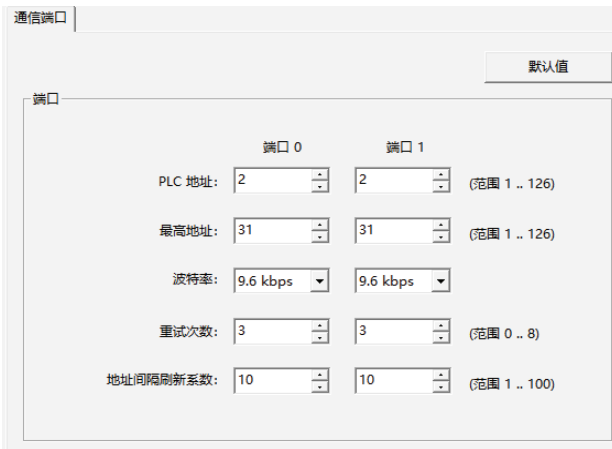 通信端口
默认值
端口
端口 0 端口 1
PLC 地址: 2 2 (范围 1 .. 126)
最高地址: 31 31 (范围 1 .. 126)
波特率: 9.6 kbps 9.6 kbps
重试次数: 3 3 (范围 0 .. 8)
地址间隔刷新系数: 10 10 (范围 1 .. 100)